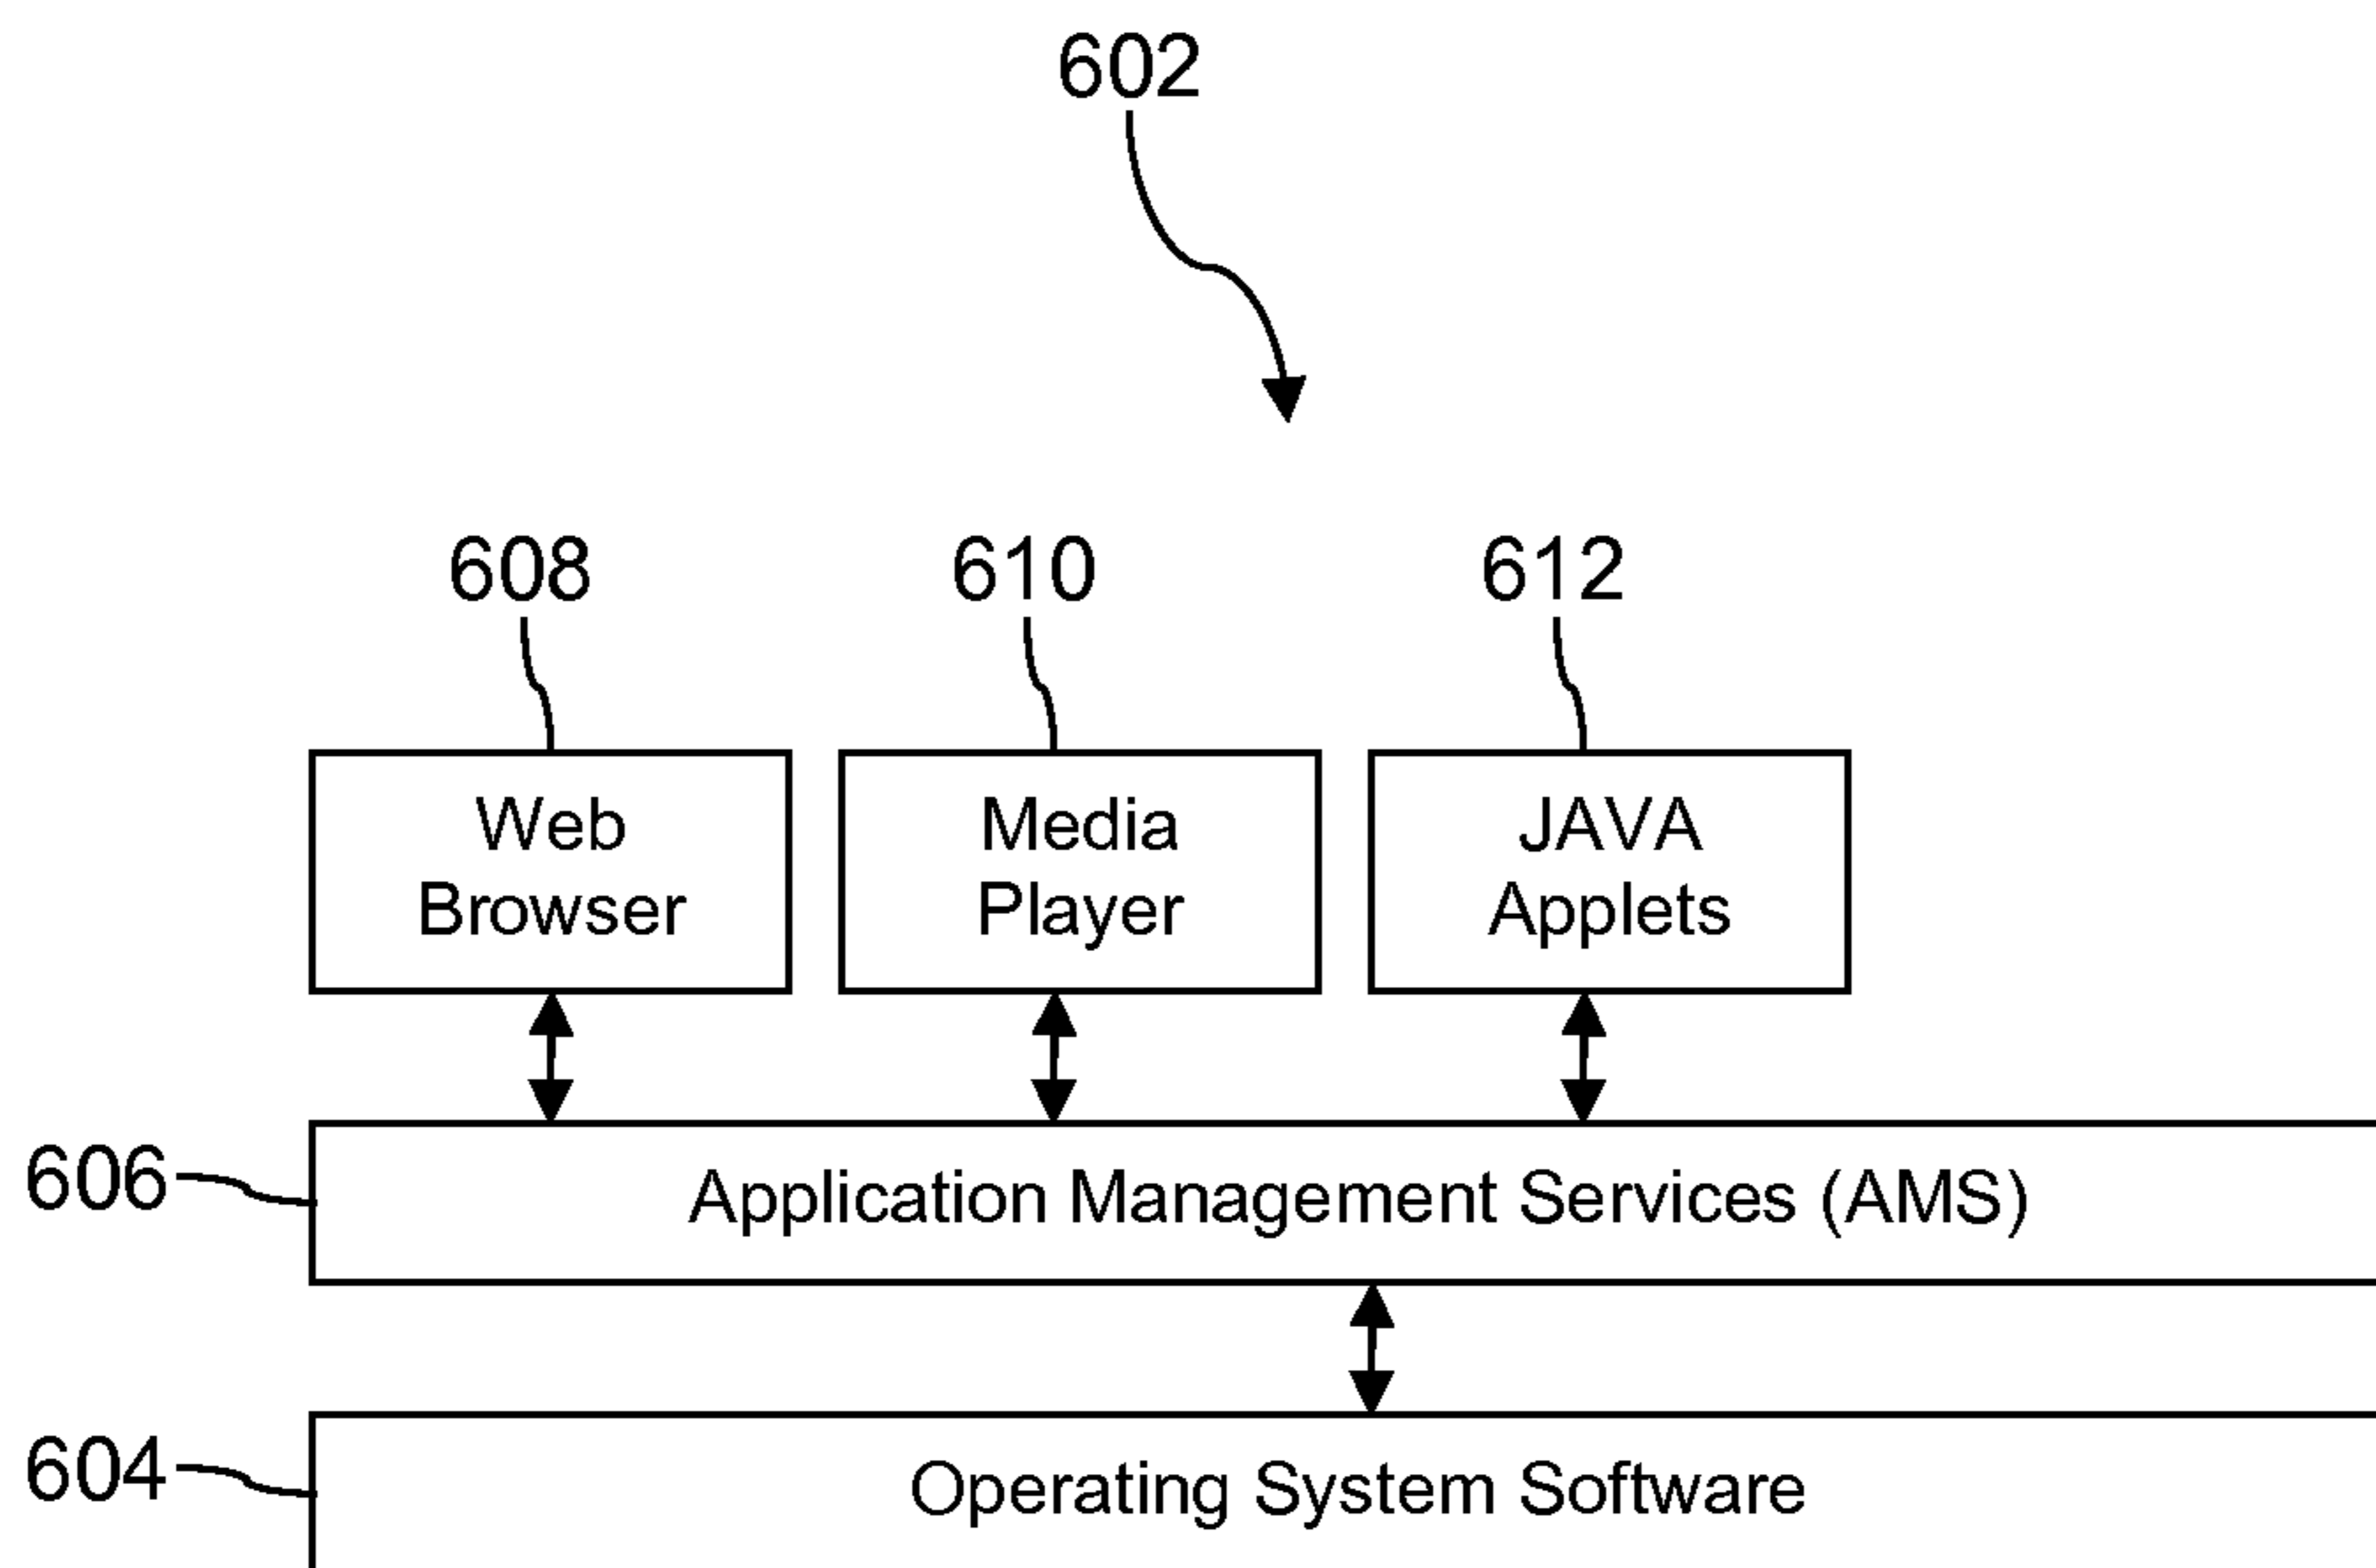 602
608
610
612
Web
Browser
Media
Player
JAVA
Applets
606
Application Management Services (AMS)
604
Operating System Software